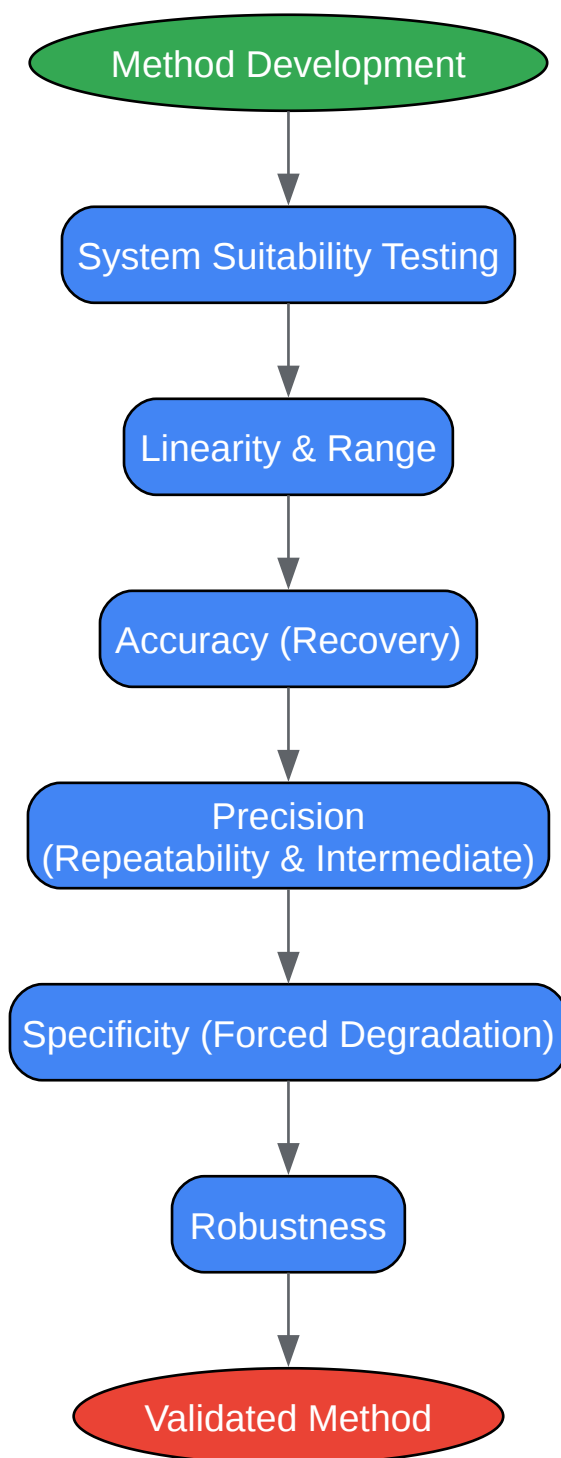 Method Development
System Suitability Testing
Linearity & Range
Accuracy (Recovery)
Precision
(Repeatability & Intermediate)
Specificity (Forced Degradation)
Robustness
Validated Method